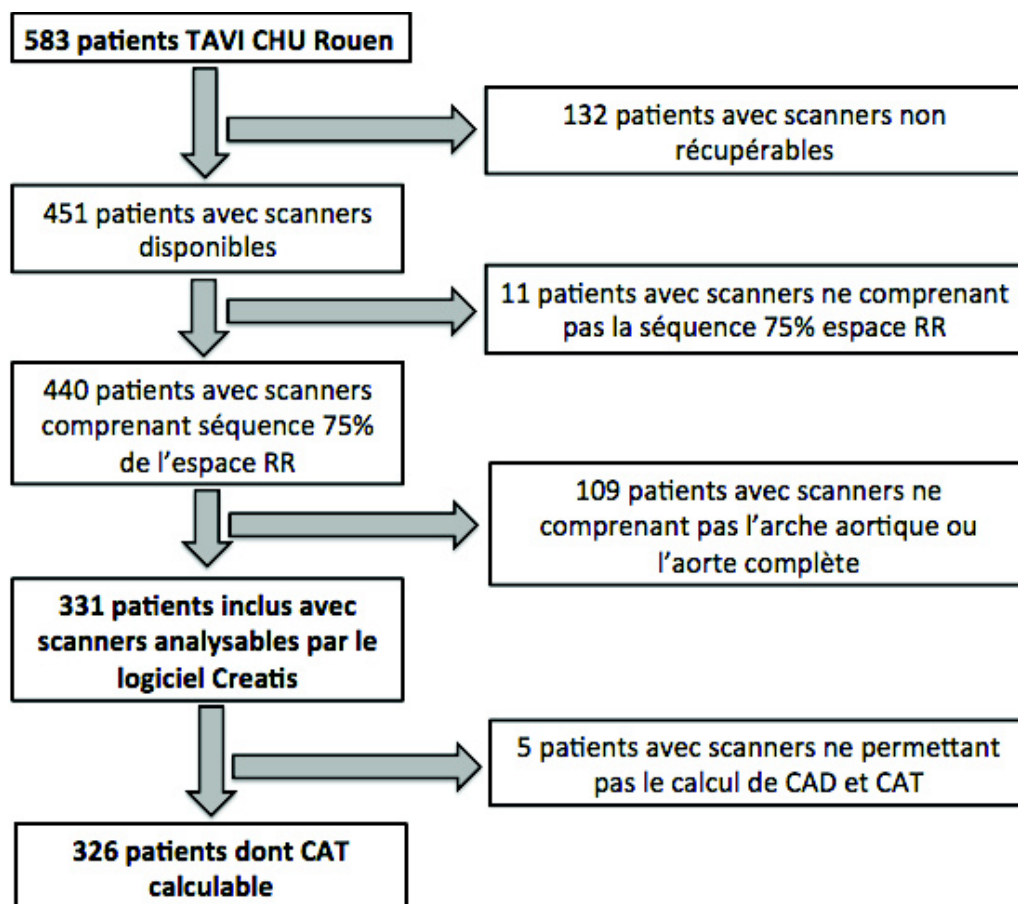 583 patients TAVI CHU Rouen
132 patients avec scanners non
récupérables
451 patients avec scanners
disponibles
11 patients avec scanners ne comprenant
pas la séquence 75% espace RR
440 patients avec scanners
comprenant séquence 75%
de l’espace RR
109 patients avec scanners ne
comprenant pas l’arche aortique ou
l’aorte complète
331 patients inclus avec
scanners analysables par le
logiciel Creatis
5 patients avec scanners ne permettant
pas le calcul de CAD et CAT
326 patients dont CAT
calculable